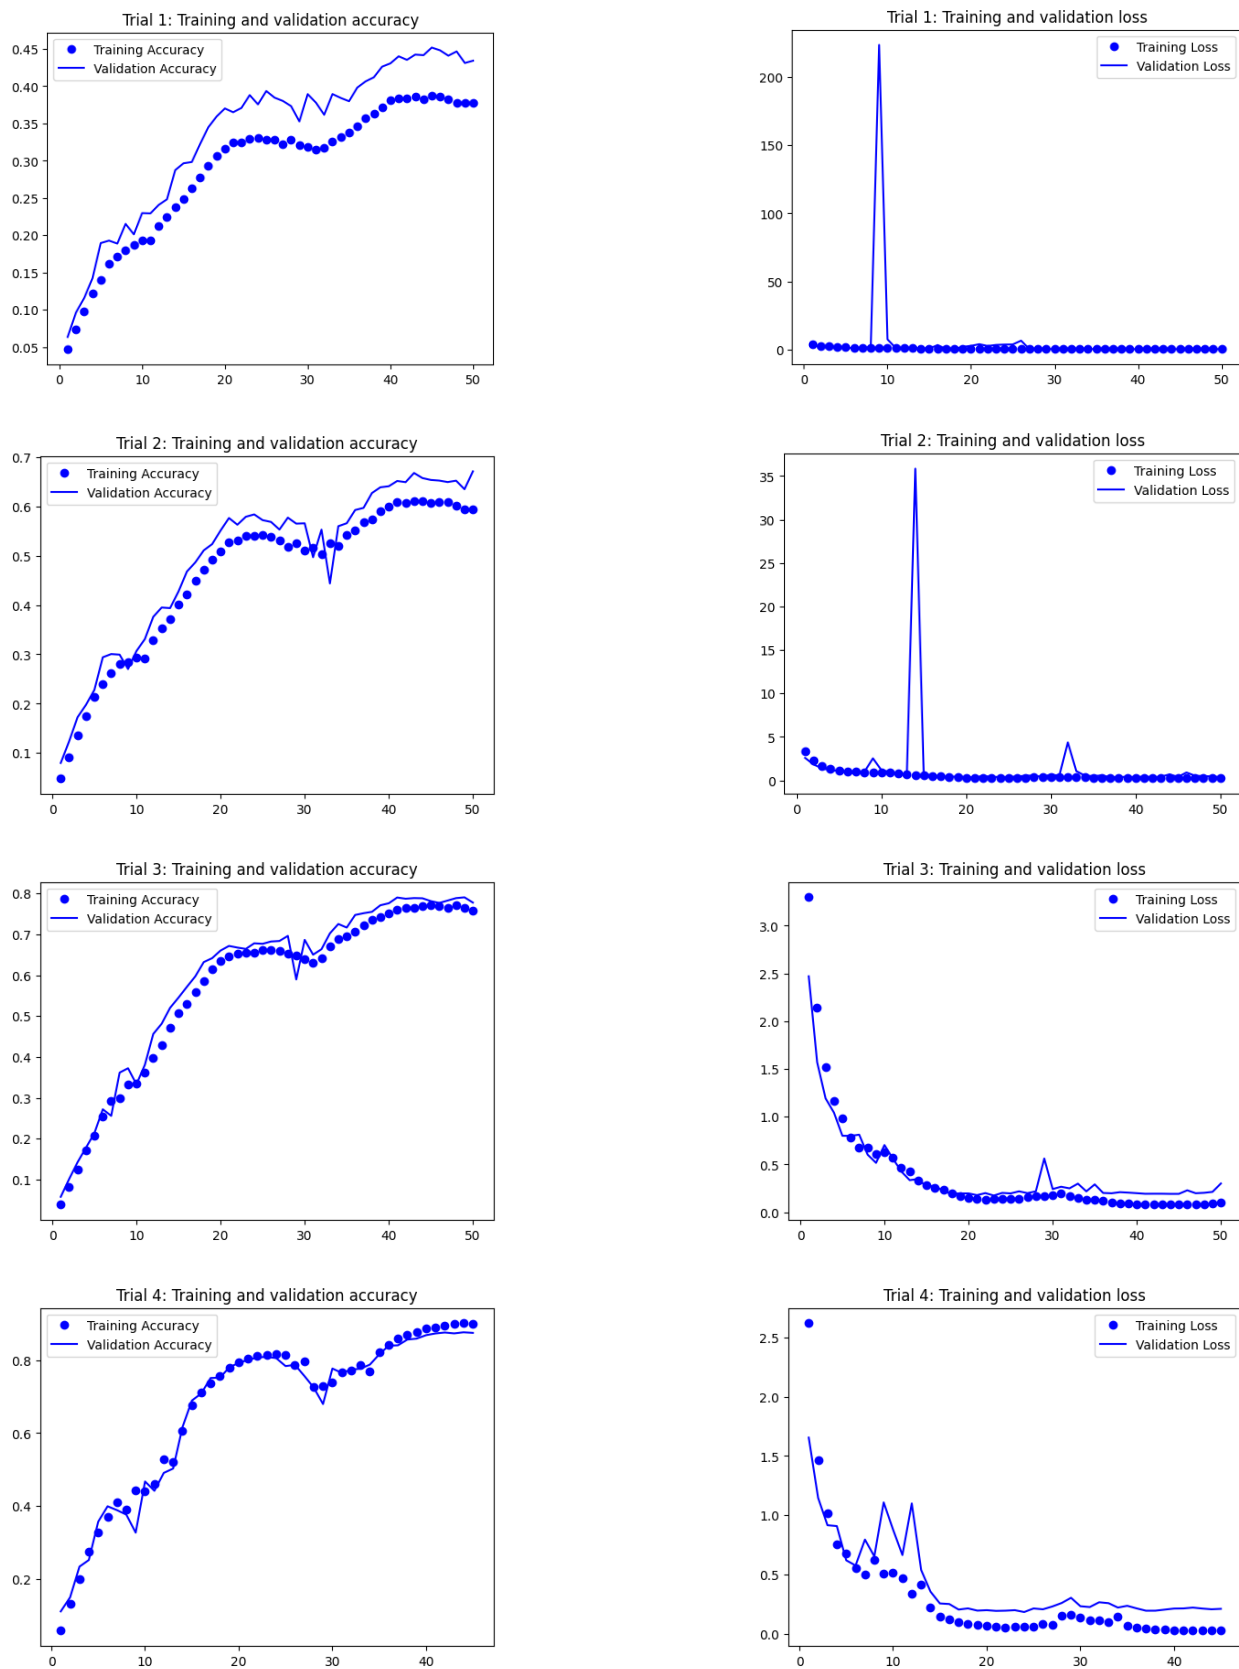 Trial 1: Training and validation accuracy
Training Accuracy
Validation Accuracy
0.45
0.40
0.35
0.30
0.25
0.20
0.15
0.10
0.05
0 10 20 30 40 50
Trial 1: Training and validation loss
Training Loss
Validation Loss
200
150
100
50
0
0 10 20 30 40 50
Trial 2: Training and validation accuracy
Training Accuracy
Validation Accuracy
0.7
0.6
0.5
0.4
0.3
0.2
0.1
0 10 20 30 40 50
Trial 2: Training and validation loss
Training Loss
Validation Loss
35
30
25
20
15
10
5
0
0 10 20 30 40 50
Trial 3: Training and validation accuracy
Training Accuracy
Validation Accuracy
0.8
0.7
0.6
0.5
0.4
0.3
0.2
0.1
0 10 20 30 40 50
Trial 3: Training and validation loss
Training Loss
Validation Loss
3.0
2.5
2.0
1.5
1.0
0.5
0.0
0 10 20 30 40 50
Trial 4: Training and validation accuracy
Training Accuracy
Validation Accuracy
0.8
0.6
0.4
0.2
0 10 20 30 40
Trial 4: Training and validation loss
Training Loss
Validation Loss
2.5
2.0
1.5
1.0
0.5
0.0
0 10 20 30 40